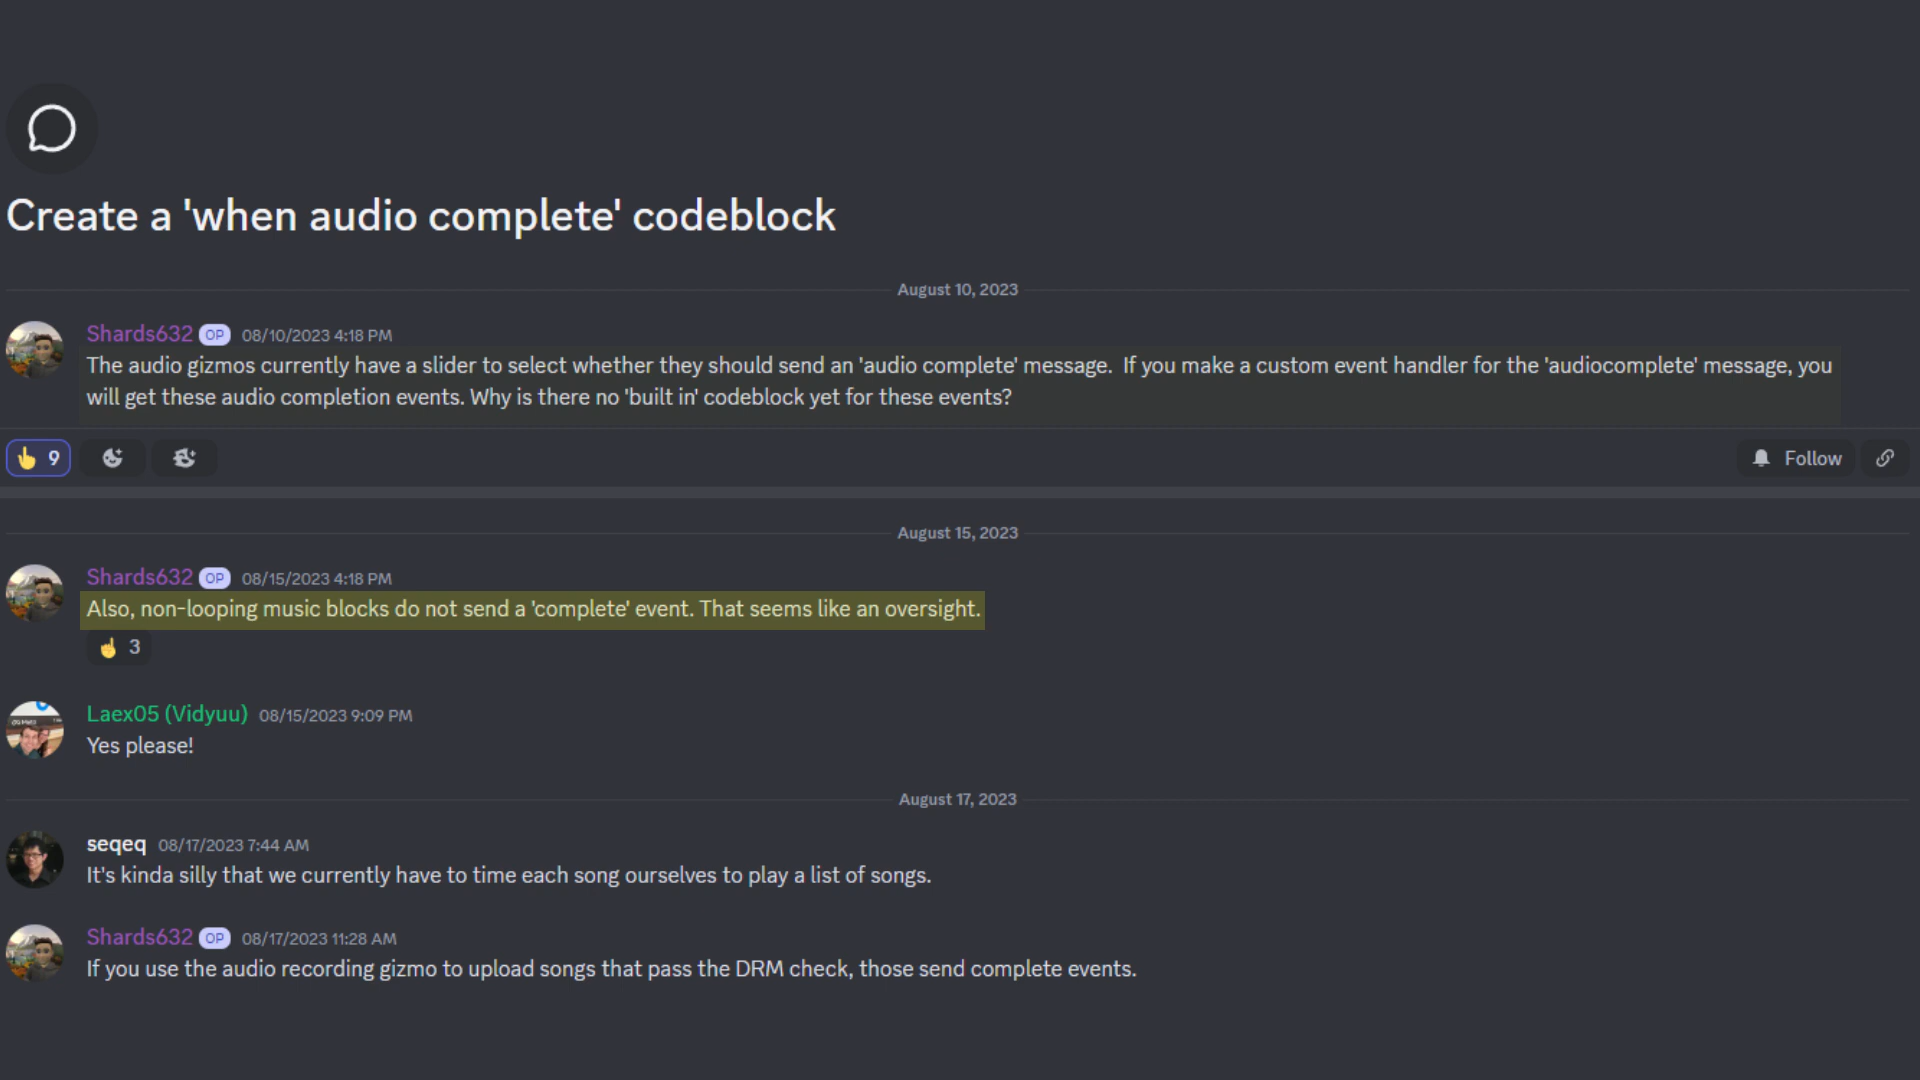 Create a 'when audio complete' codeblock
August 10, 2023
Shards632 OP 08/10/2023 4:18 PM
The audio gizmos currently have a slider to select whether they should send an 'audio complete' message.  If you make a custom event handler for the 'audiocomplete' message, you
will get these audio completion events. Why is there no 'built in' codeblock yet for these events?
9
Follow
August 15, 2023
Shards632 OP 08/15/2023 4:18 PM
Also, non-looping music blocks do not send a 'complete' event. That seems like an oversight.
3
Laex05 (Vidyuu) 08/15/2023 9:09 PM
Yes please!
August 17, 2023
seqeq 08/17/2023 7:44 AM
It's kinda silly that we currently have to time each song ourselves to play a list of songs.
Shards632 OP 08/17/2023 11:28 AM
If you use the audio recording gizmo to upload songs that pass the DRM check, those send complete events.